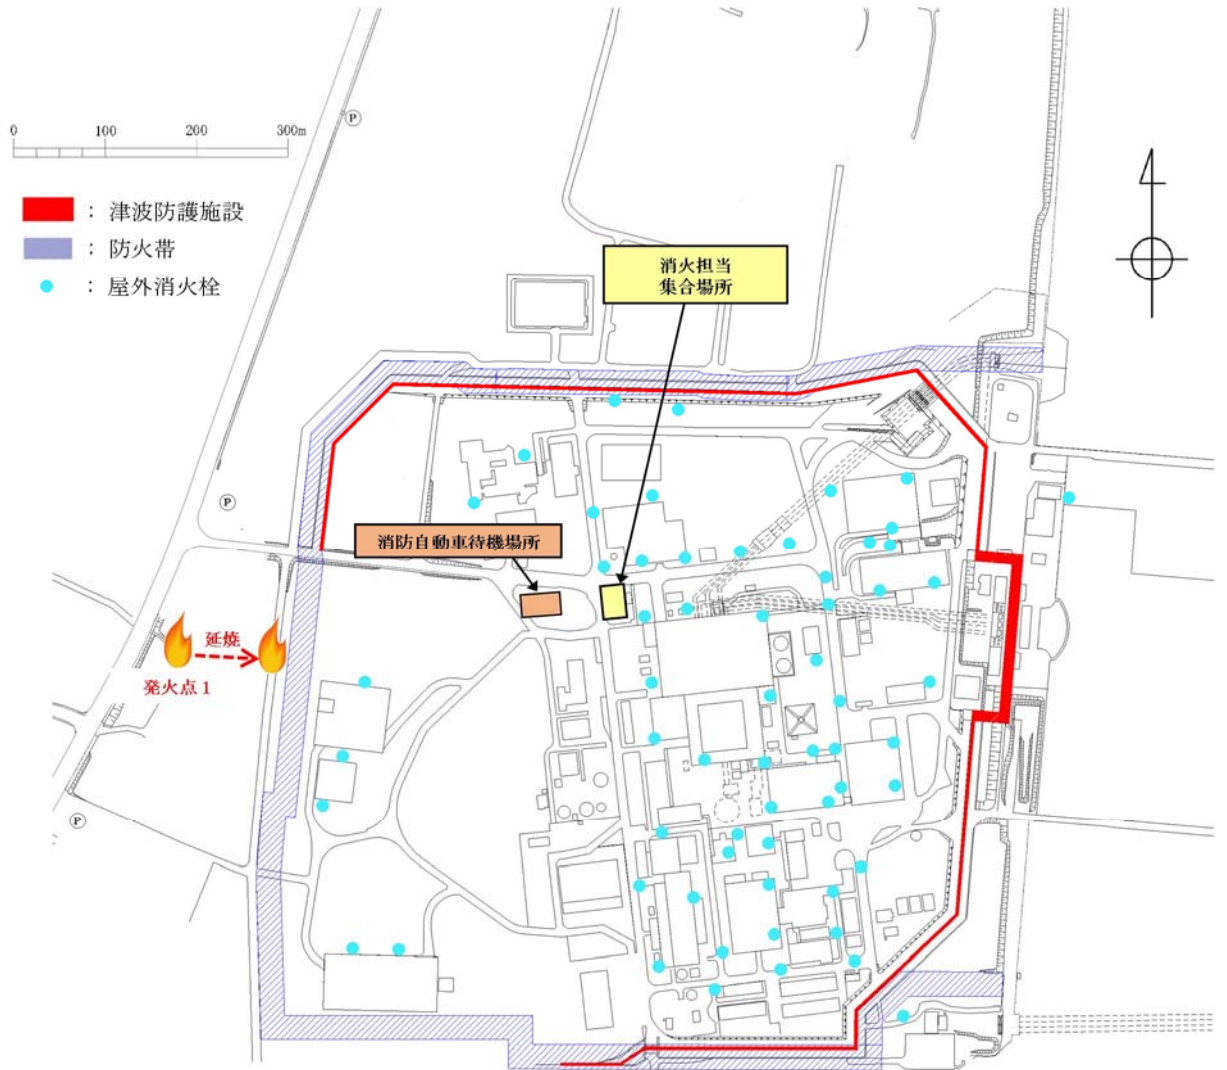 0 100 200 300m
P
：津波防護施設
：防火帯
：屋外消火栓
消火担当
集合場所
P
消防自動車待機場所
延焼
発火点１
P